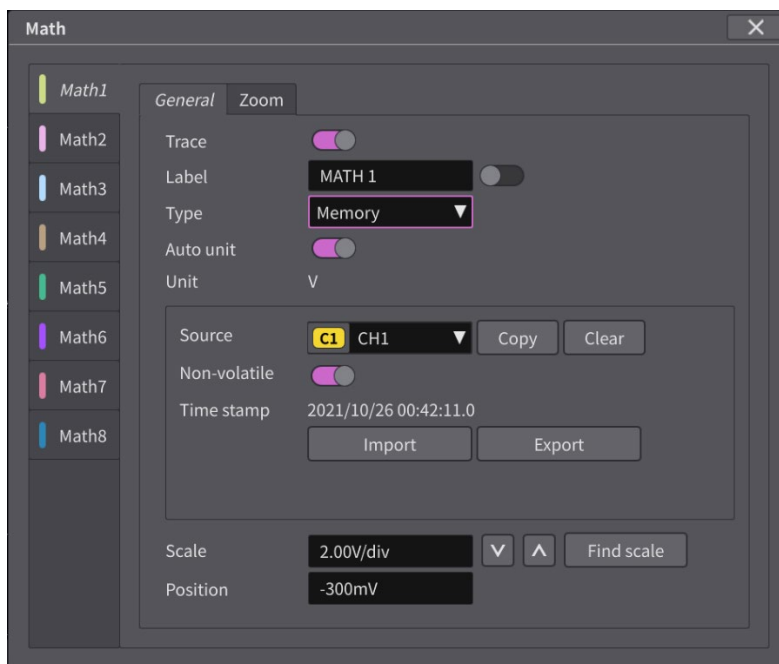 Math
Math1
Math2
Math3
Math4
Math5
Math6
Math7
Math8
General Zoom
Trace
Label MATH 1
Type Memory
Auto unit
Unit V
Source C1 CH1 Copy Clear
Non-volatile
Time stamp 2021/10/26 00:42:11.0
Import Export
Scale 2.00V/div Find scale
Position -300mV